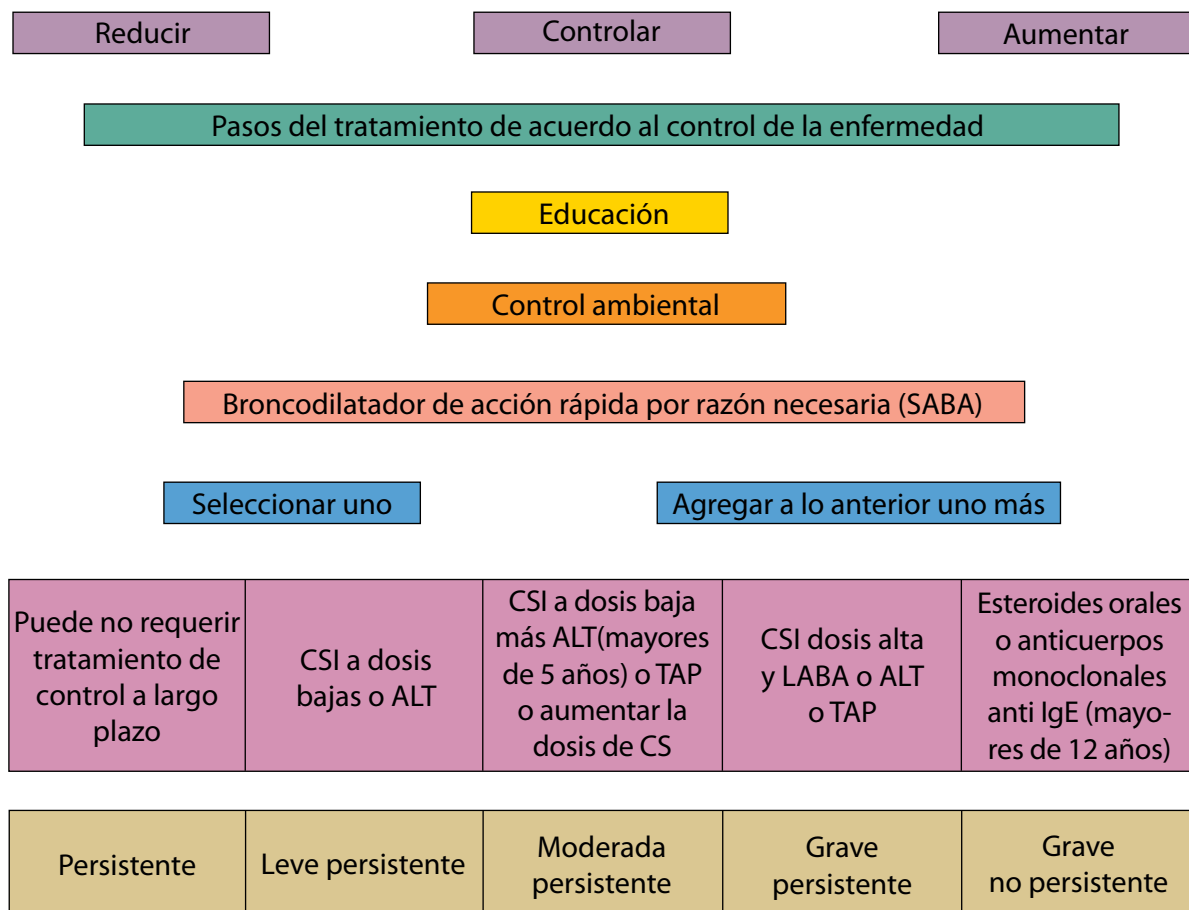 Reducir
Controlar
Aumentar
Pasos del tratamiento de acuerdo al control de la enfermedad
Educación
Control ambiental
Broncodilatador de acción rápida por razón necesaria (SABA)
Seleccionar uno
Agregar a lo anterior uno más
Puede no requerir
tratamiento de
control a largo
plazo
CSI a dosis
bajas o ALT
CSI a dosis baja
más ALT(mayores
de 5 años) o TAP
o aumentar la
dosis de CS
CSI dosis alta
y LABA o ALT
o TAP
Esteroides orales
o anticuerpos
monoclonales
anti IgE (mayo-
res de 12 años)
Persistente
Leve persistente
Moderada
persistente
Grave
persistente
Grave
no persistente